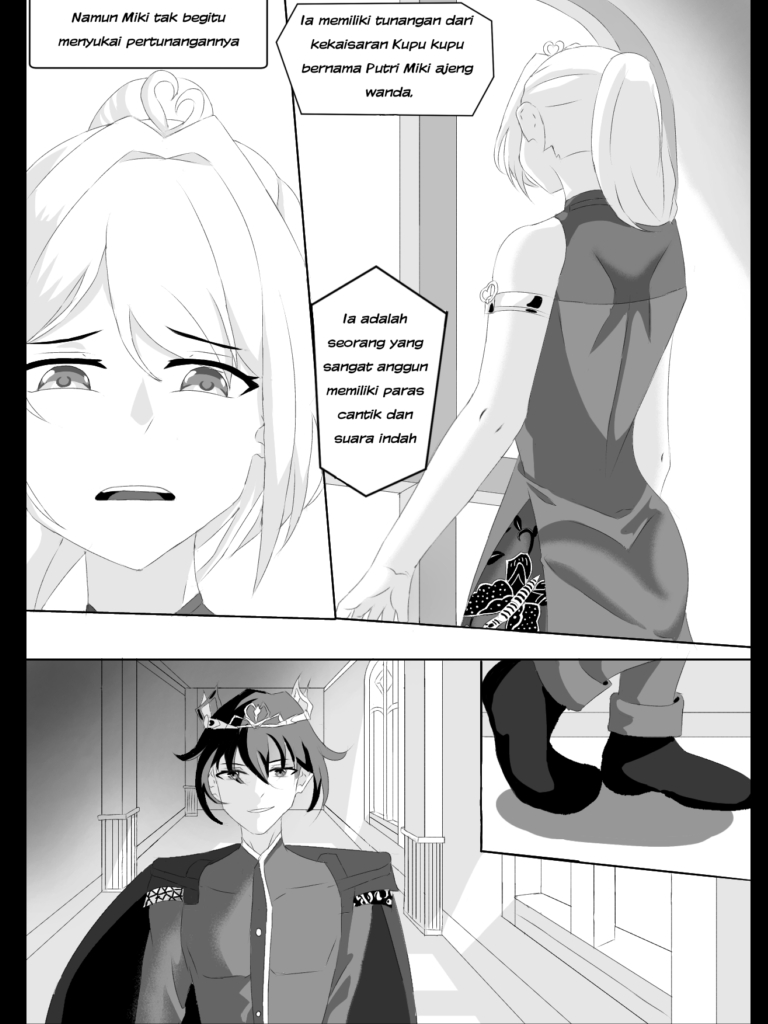 Ia memiliki tunangan dari
kekaisaran Kupu kupu
bernama Putri Miki ajeng
wanda.
Ia adalah
seorang yang
sangat anggun
memiliki paras
cantik dan
suara indah
Namun Miki tak begitu
menyukai pertunangannya